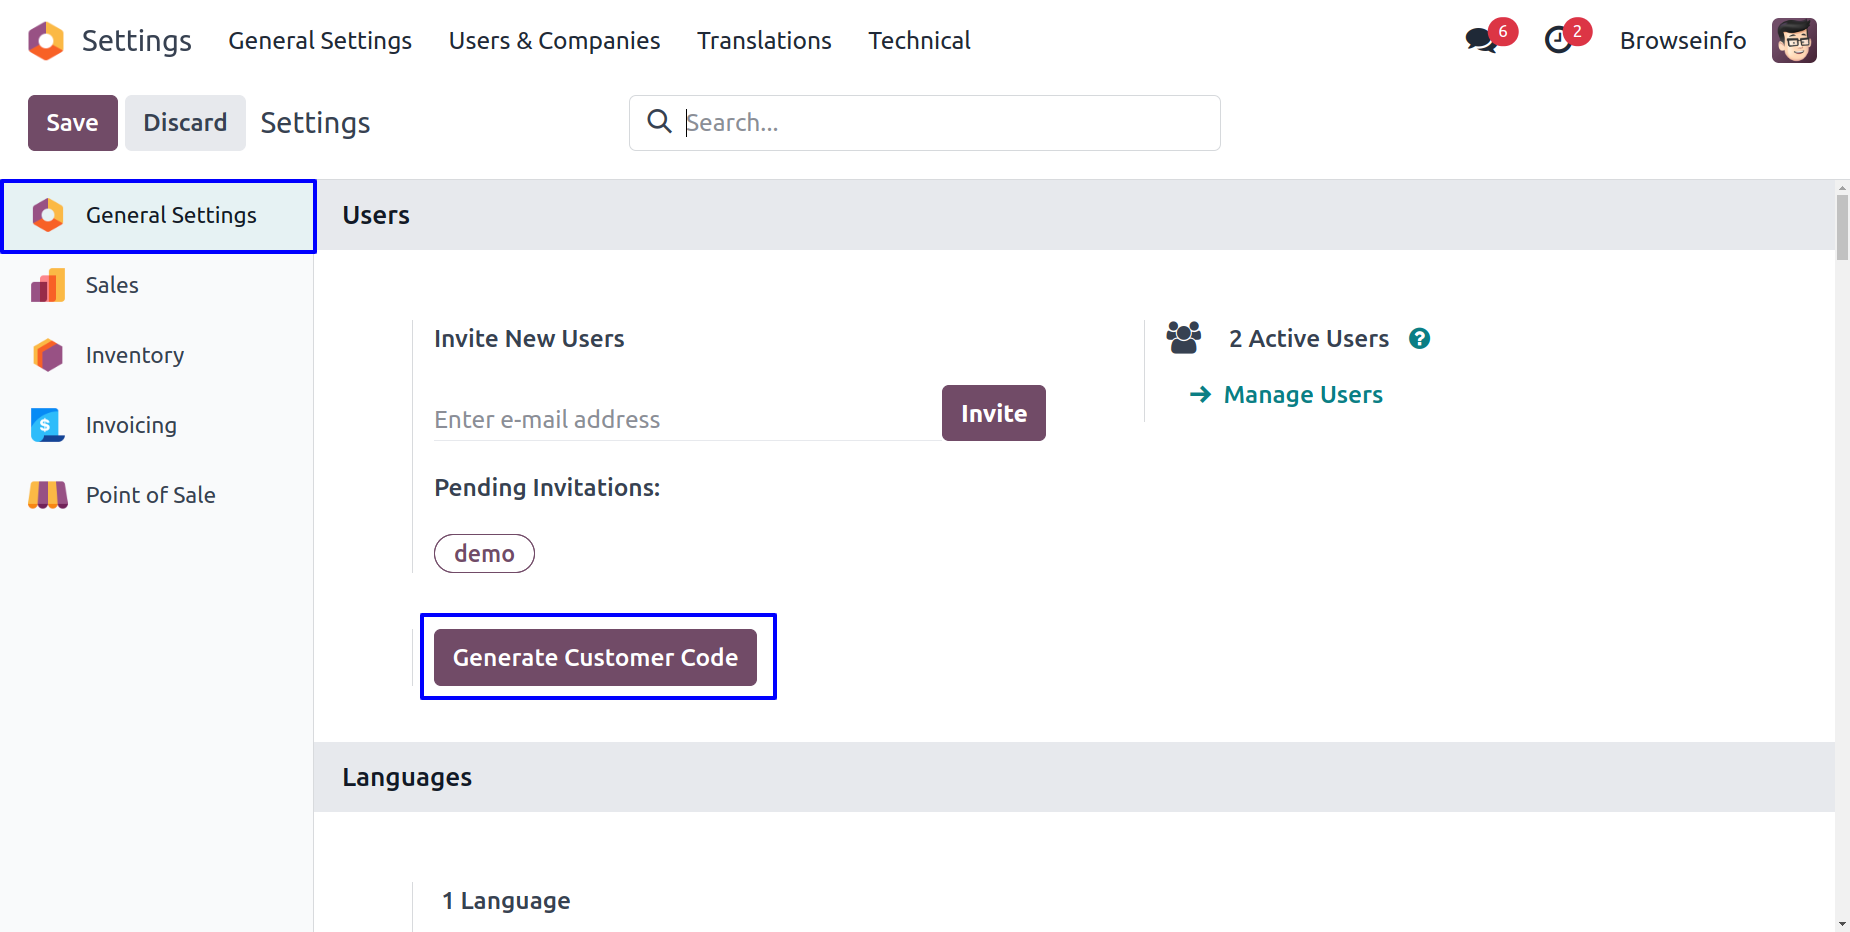 Settings General Settings Users & Companies Translations Technical 6 2 Browseinfo
Save Discard Settings Search...
General Settings
Sales
Inventory
Invoicing
Point of Sale
Users
Invite New Users
Enter e-mail address Invite
Pending Invitations:
demo
Generate Customer Code
2 Active Users ?
→ Manage Users
Languages
1 Language